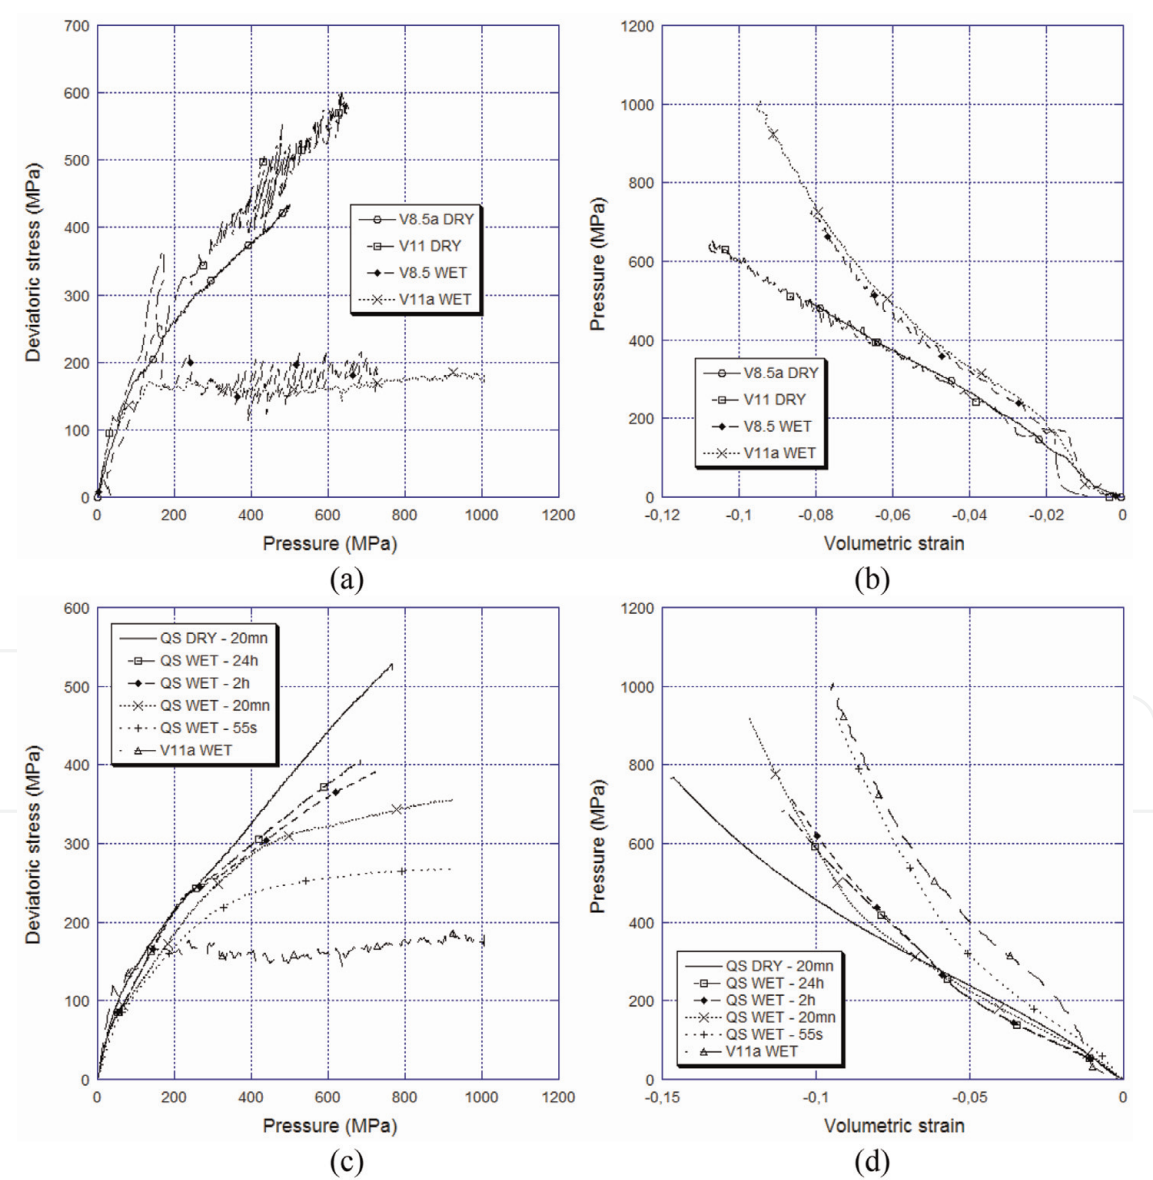 700
600
500
400
300
200
100
0
Deviatoric stress (MPa)
V8.5a DRY
V11 DRY
V8.5 WET
V11a WET
0 200 400 600 800 1000 1200
Pressure (MPa)
(a)
1200
1000
800
600
400
200
0
Pressure (MPa)
V8.5a DRY
V11 DRY
V8.5 WET
V11a WET
-0,12 -0,1 -0,08 -0,06 -0,04 -0,02 0
Volumetric strain
(b)
600
500
400
300
200
100
0
Deviatoric stress (MPa)
QS DRY - 20mn
QS WET - 24h
QS WET - 2h
QS WET - 20mn
QS WET - 55s
V11a WET
0 200 400 600 800 1000 1200
Pressure (MPa)
(c)
1200
1000
800
600
400
200
0
Pressure (MPa)
QS DRY - 20mn
QS WET - 24h
QS WET - 2h
QS WET - 20mn
QS WET - 55s
V11a WET
-0,15 -0,1 -0,05 0
Volumetric strain
(d)